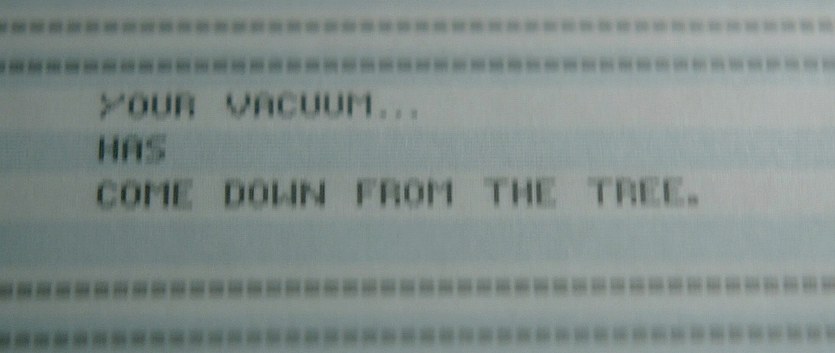 YOUR VACUUM...
HAS
COME DOWN FROM THE TREE.